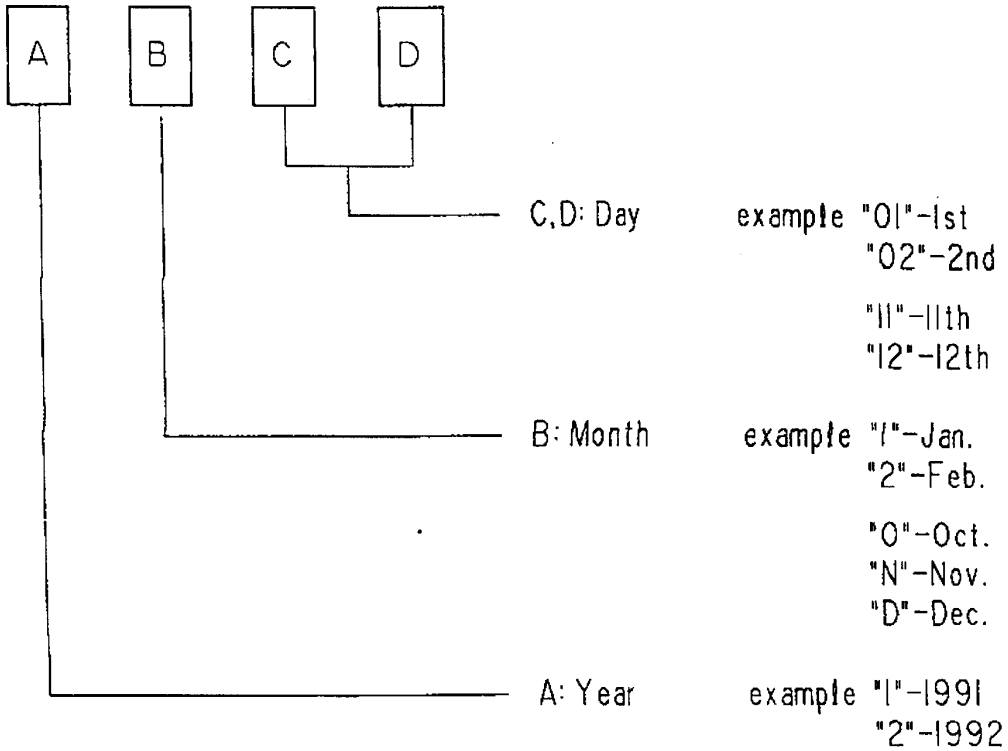 A B C D
C,D: Day example "01"-1st
"02"-2nd
"11"-11th
"12"-12th
B: Month example "1"-Jan.
"2"-Feb.
"O"-Oct.
"N"-Nov.
"D"-Dec.
A: Year example "1"-1991
"2"-1992